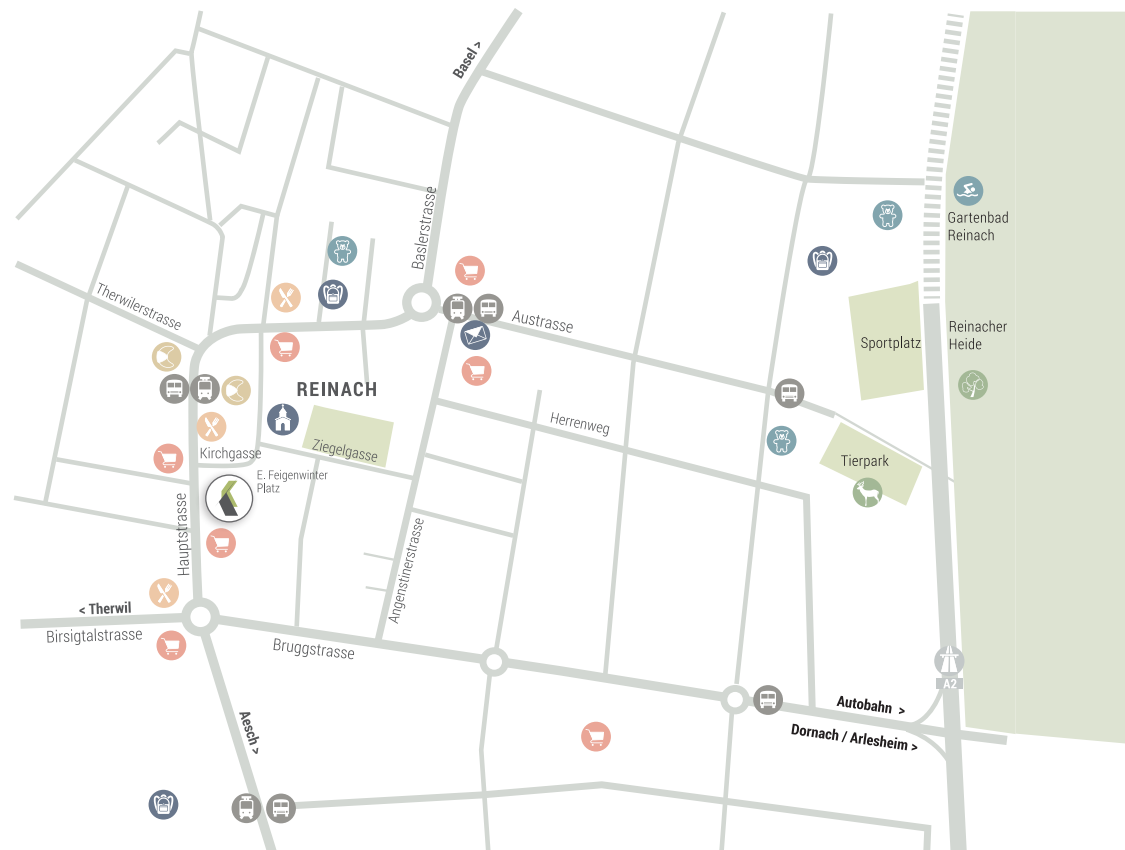 Basel >
Baslerstrasse
Gartenbad
Reinach
Therwilerstrasse
Austrasse
Reinacher
Heide
Sportplatz
REINACH
Herrenweg
Kirchgasse
Ziegelgasse
Tierpark
E. Feigenwinter
Platz
Hauptstrasse
Angenstinerstrasse
< Therwil
Birsigtalstrasse
Bruggstrasse
A2
Autobahn >
Aesch >
Dornach / Arlesheim >